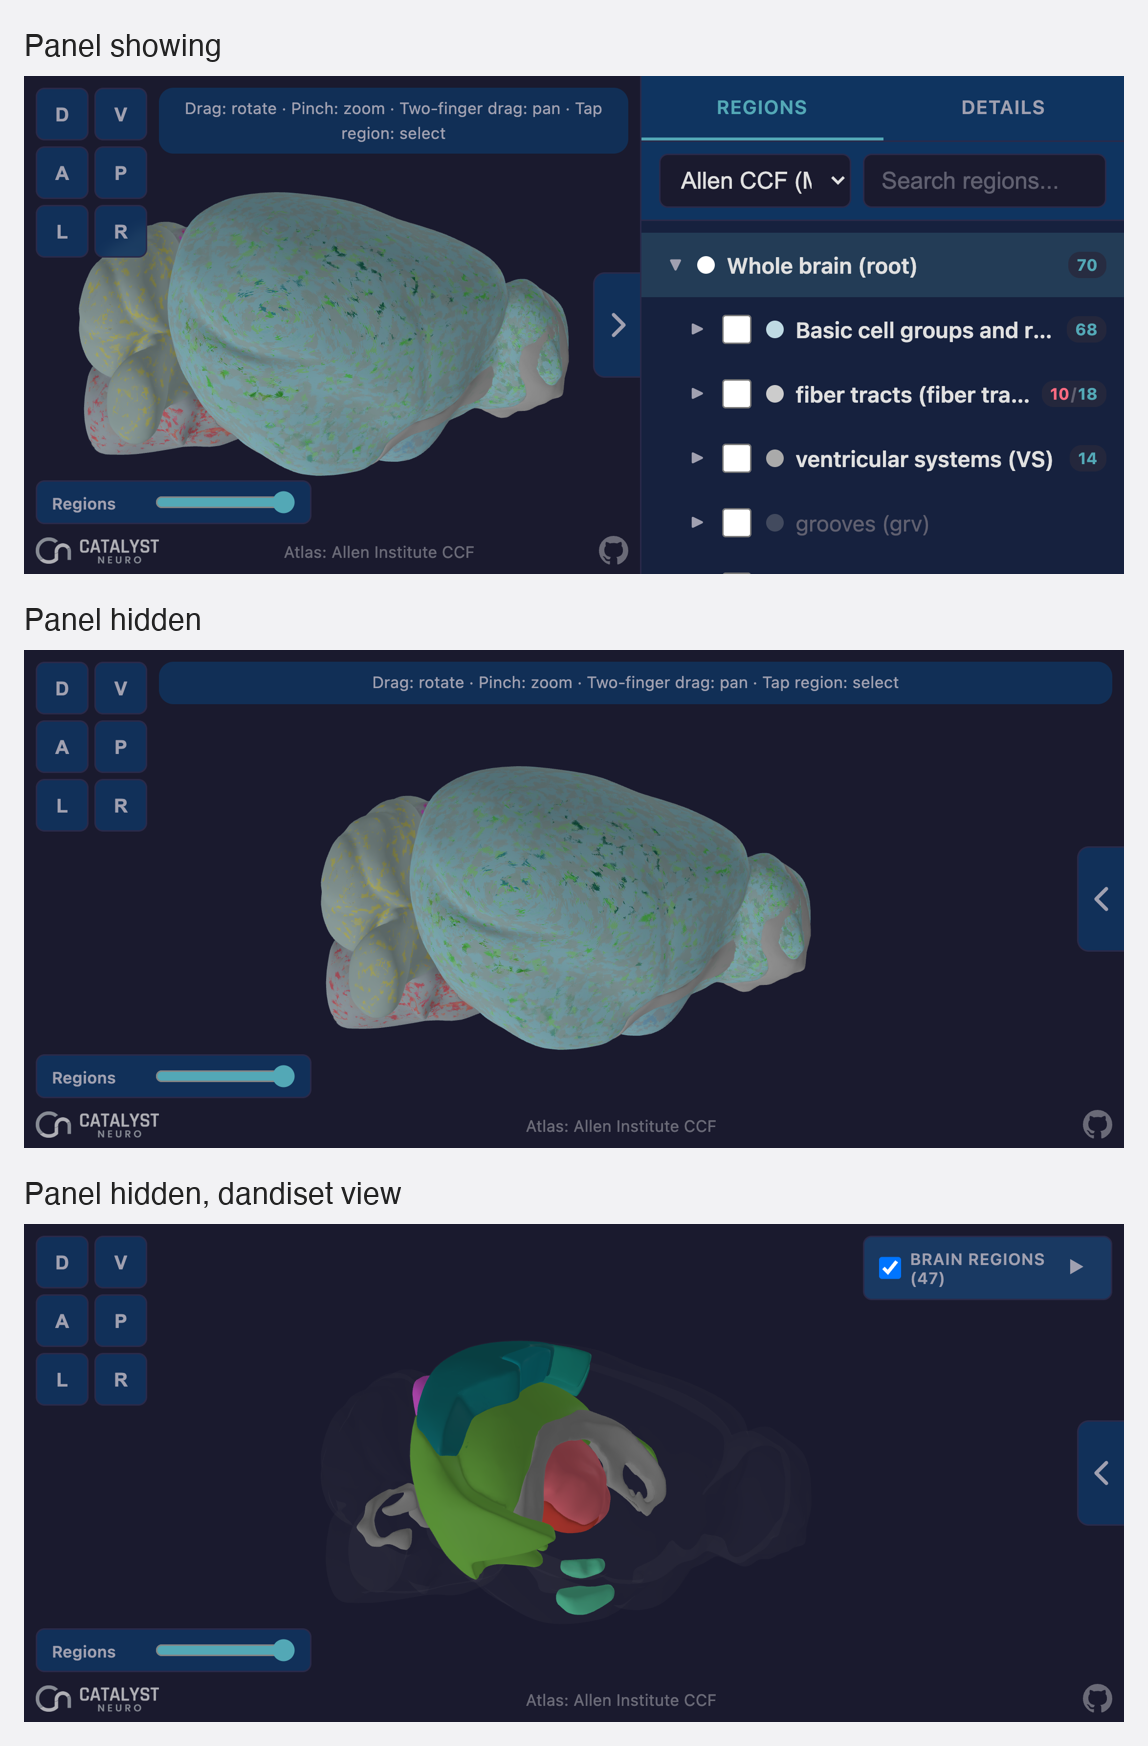 Panel showing
D V
A P
L R
Drag: rotate · Pinch: zoom · Two-finger drag: pan · Tap
region: select
Regions
CATALYST
NEURO
Atlas: Allen Institute CCF
REGIONS DETAILS
Allen CCF (M Search regions...
Whole brain (root) 70
Basic cell groups and r... 68
fiber tracts (fiber tra... 10/18
ventricular systems (VS) 14
grooves (grv)
Panel hidden
D V
A P
L R
Drag: rotate · Pinch: zoom · Two-finger drag: pan · Tap region: select
Regions
CATALYST
NEURO
Atlas: Allen Institute CCF
Panel hidden, dandiset view
D V
A P
L R
BRAIN REGIONS
(47)
Regions
CATALYST
NEURO
Atlas: Allen Institute CCF